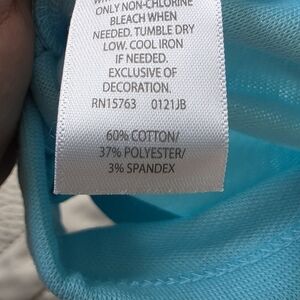 ONLY NON-CHLORINE
BLEACH WHEN
NEEDED. TUMBLE DRY
LOW. COOL IRON
IF NEEDED.
EXCLUSIVE OF
DECORATION.
RN15763 0121JB
60% COTTON/
37% POLYESTER/
3% SPANDEX